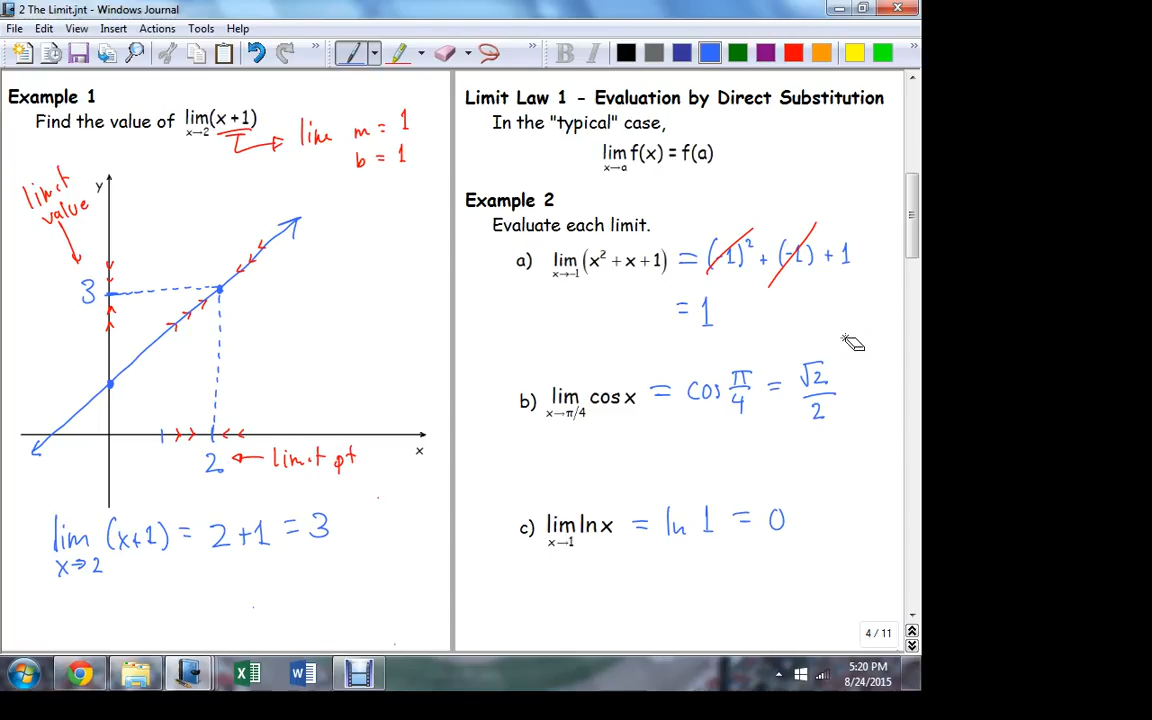 2 The Limit.jnt - Windows Journal
File Edit View Insert Actions Tools Help
Example 1
Find the value of lim(x+1)
x→2
line m = 1
b = 1
limit
value
y
3
x
2 limit pt
lim (x+1) = 2+1 = 3
x→2
Limit Law 1 - Evaluation by Direct Substitution
In the "typical" case,
lim f(x) = f(a)
x→a
Example 2
Evaluate each limit.
a) lim (x² + x + 1) = (-1)² + (-1) + 1
x→-1
= 1
b) lim cos x = cos π/4 = √2/2
x→π/4
c) lim ln x = ln 1 = 0
x→1
4 / 11
5:20 PM
8/24/2015